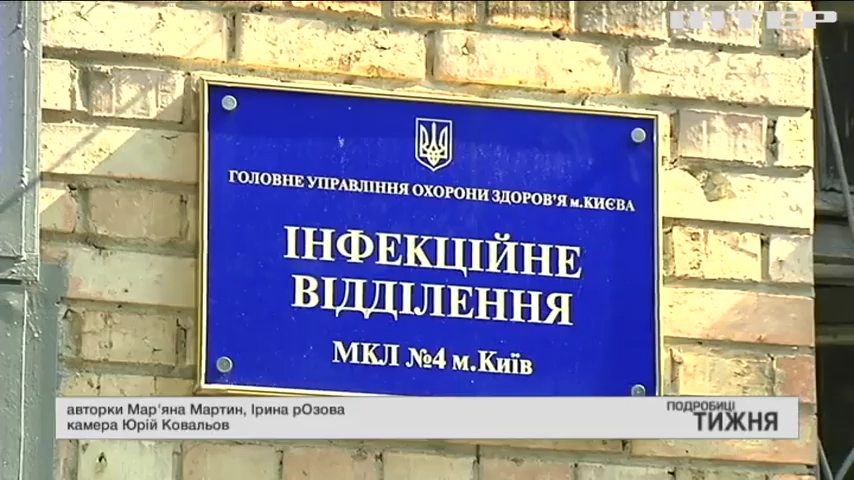 ІНТЕР
ГОЛОВНЕ УПРАВЛІННЯ ОХОРОНИ ЗДОРОВ'Я м.КИЄВА
ІНФЕКЦІЙНЕ
ВІДДІЛЕННЯ
МКЛ №4 м.Київ
авторки Мар'яна Мартин, Ірина рОзова
камера Юрій Ковальов
ПОДРОБИЦІ
ТИЖНЯ